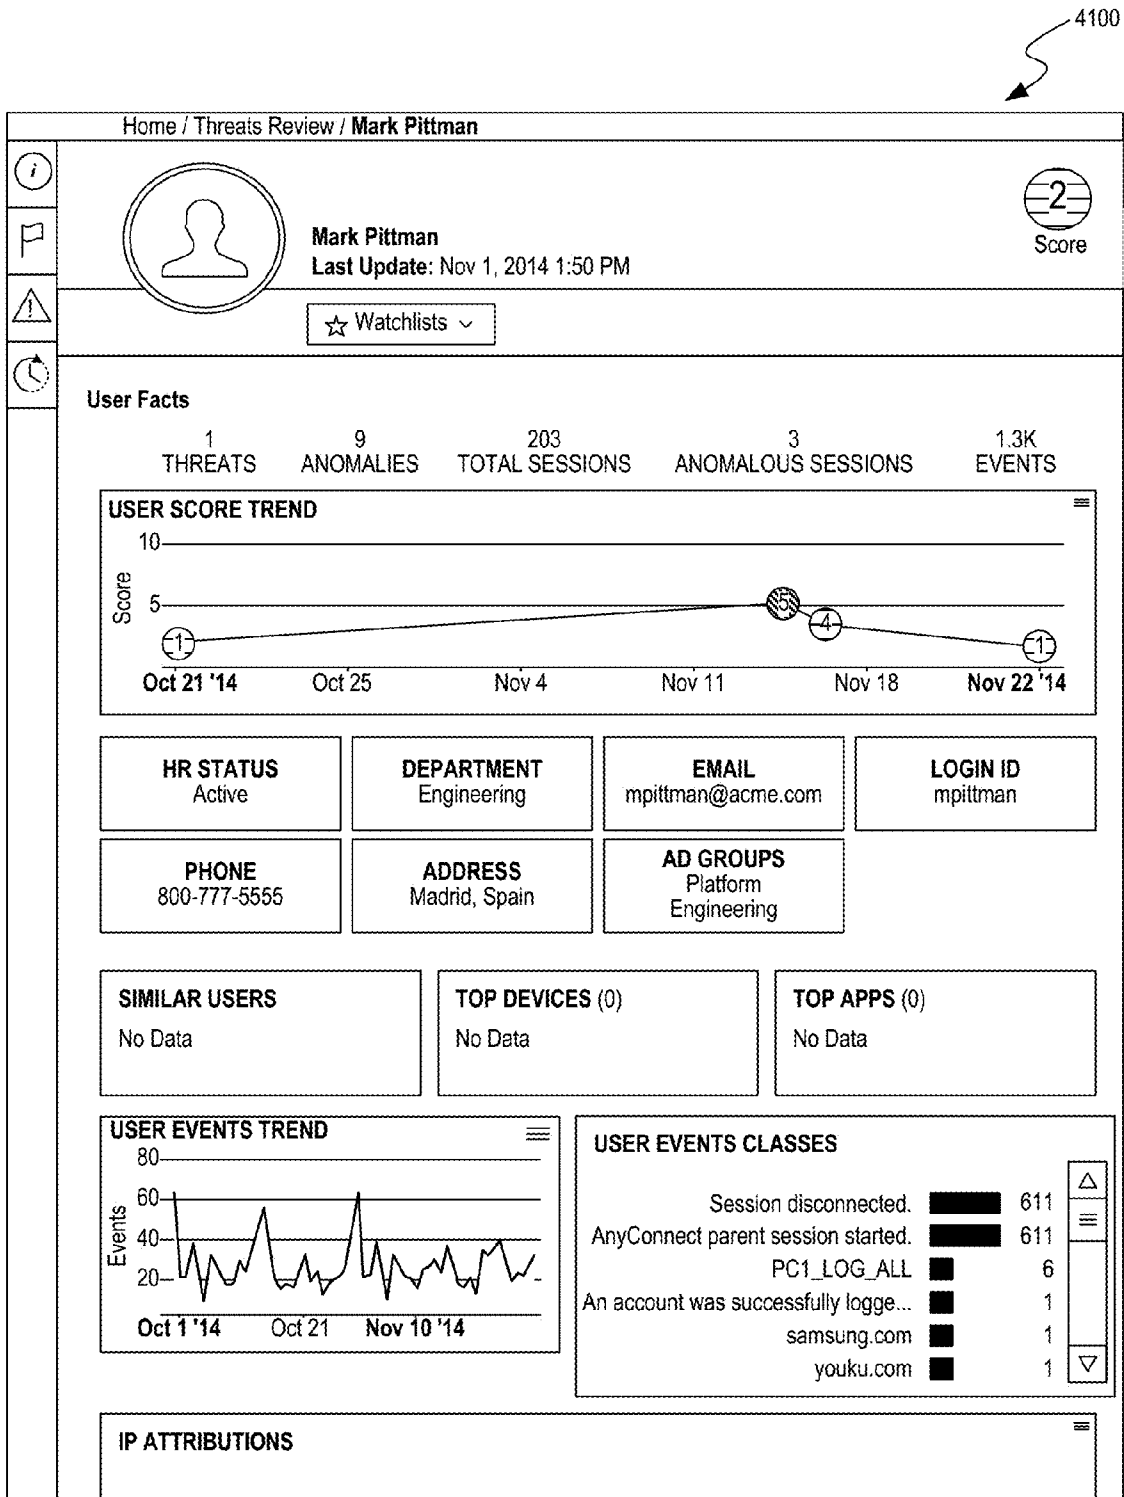 4100
Home / Threats Review / Mark Pittman
i
2
Score
Mark Pittman
Last Update: Nov 1, 2014 1:50 PM
!
Watchlists
User Facts
1 9 203 3 1.3K
THREATS ANOMALIES TOTAL SESSIONS ANOMALOUS SESSIONS EVENTS
USER SCORE TREND
10
Score
5
5
4
1
1
Oct 21 '14 Oct 25 Nov 4 Nov 11 Nov 18 Nov 22 '14
HR STATUS
Active
DEPARTMENT
Engineering
EMAIL
mpittman@acme.com
LOGIN ID
mpittman
PHONE
800-777-5555
ADDRESS
Madrid, Spain
AD GROUPS
Platform
Engineering
SIMILAR USERS
No Data
TOP DEVICES (0)
No Data
TOP APPS (0)
No Data
USER EVENTS TREND
80
60
Events
40
20
Oct 1 '14 Oct 21 Nov 10 '14
USER EVENTS CLASSES
Session disconnected. 611
AnyConnect parent session started. 611
PC1_LOG_ALL 6
An account was successfully logge... 1
samsung.com 1
youku.com 1
IP ATTRIBUTIONS